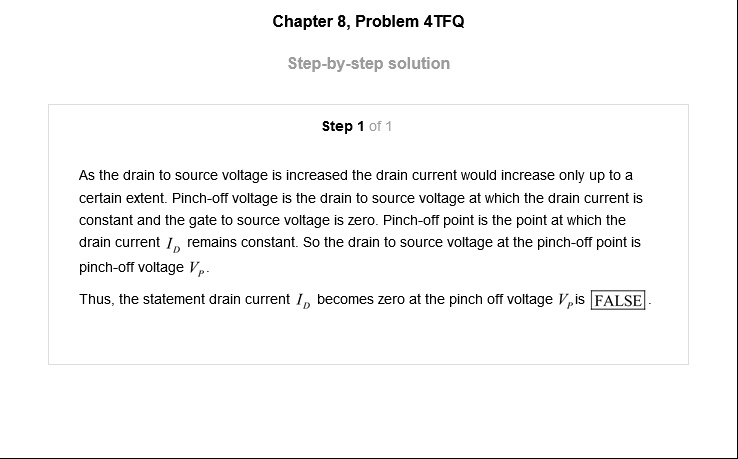 Chapter 8, Problem 4TFQ
Step-by-step solution
Step 1 of 1
As the drain to source voltage is increased the drain current would increase only up to a
certain extent. Pinch-off voltage is the drain to source voltage at which the drain current is
constant and the gate to source voltage is zero. Pinch-off point is the point at which the
drain current I_D remains constant. So the drain to source voltage at the pinch-off point is
pinch-off voltage V_P.
Thus, the statement drain current I_D becomes zero at the pinch off voltage V_P is FALSE.